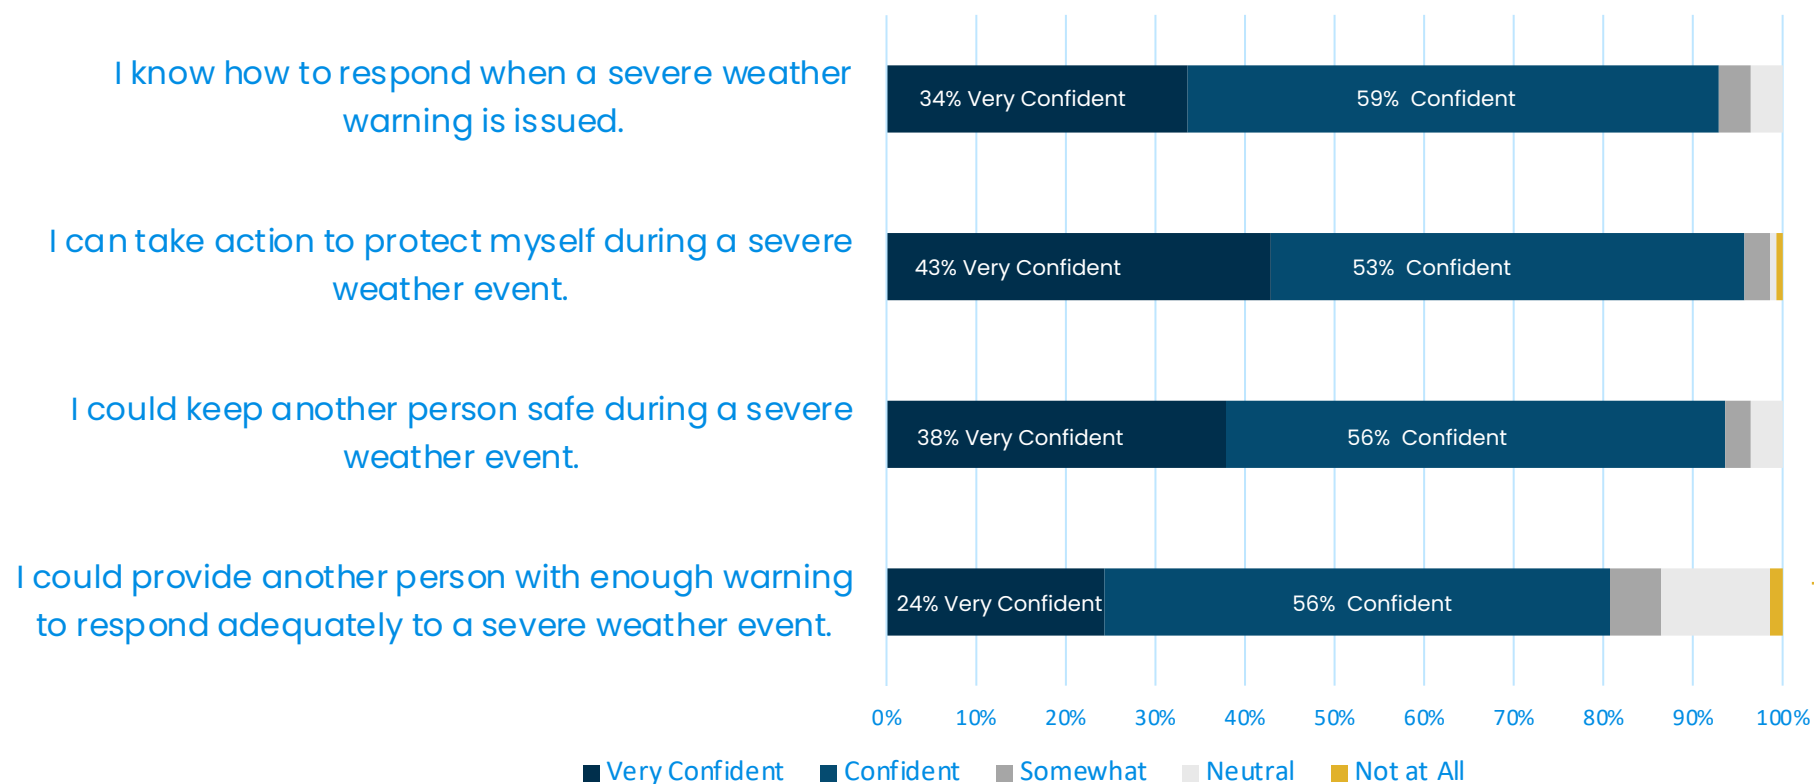 I know how to respond when a severe weather
warning is issued.
34% Very Confident
59% Confident
I can take action to protect myself during a severe
weather event.
43% Very Confident
53% Confident
I could keep another person safe during a severe
weather event.
38% Very Confident
56% Confident
I could provide another person with enough warning
to respond adequately to a severe weather event.
24% Very Confident
56% Confident
0% 10% 20% 30% 40% 50% 60% 70% 80% 90% 100%
Very Confident Confident Somewhat Neutral Not at All